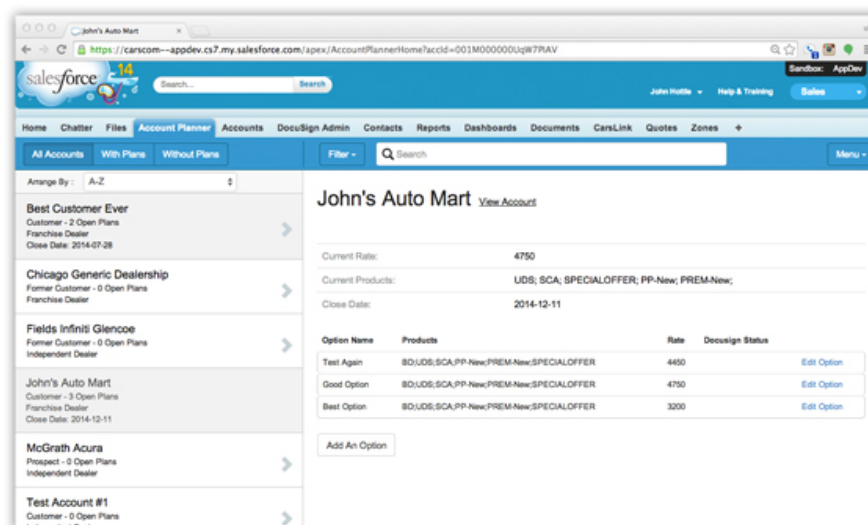 John's Auto Mart
https://carscom--appdev.cs7.my.salesforce.com/apex/AccountPlannerHome?accId=001M000000UqW7PIAV
Sandbox: AppDev
salesforce 14
Search... Search
John Hottle Help & Training Sales
Home Chatter Files Account Planner Accounts DocuSign Admin Contacts Reports Dashboards Documents CarsLink Quotes Zones +
All Accounts With Plans Without Plans Filter Search Menu
Arrange By : A-Z
Best Customer Ever
Customer - 2 Open Plans
Franchise Dealer
Close Date: 2014-07-28
Chicago Generic Dealership
Former Customer - 0 Open Plans
Franchise Dealer
Fields Infiniti Glencoe
Former Customer - 0 Open Plans
Independent Dealer
John's Auto Mart
Customer - 3 Open Plans
Franchise Dealer
Close Date: 2014-12-11
McGrath Acura
Prospect - 0 Open Plans
Independent Dealer
Test Account #1
Customer - 0 Open Plans
John's Auto Mart View Account
Current Rate: 4750
Current Products: UDS; SCA; SPECIALOFFER; PP-New; PREM-New;
Close Date: 2014-12-11
Option Name Products Rate Docusign Status
Test Again BD;UDS;SCA;PP-New;PREM-New;SPECIALOFFER 4450 Edit Option
Good Option BD;UDS;SCA;PP-New;PREM-New;SPECIALOFFER 4750 Edit Option
Best Option BD;UDS;SCA;PP-New;PREM-New;SPECIALOFFER 3200 Edit Option
Add An Option